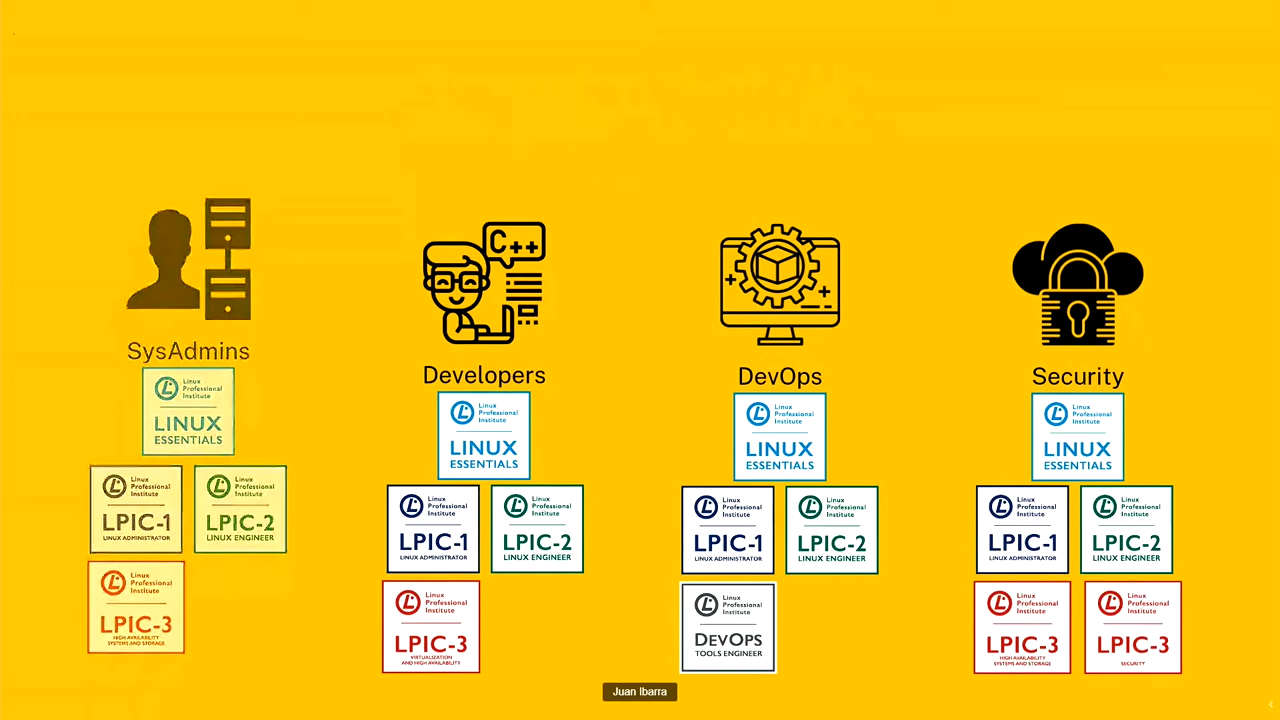 SysAdmins
Linux
Professional
Institute
LINUX
ESSENTIALS
Linux
Professional
Institute
LPIC-1
LINUX ADMINISTRATOR
Linux
Professional
Institute
LPIC-2
LINUX ENGINEER
Linux
Professional
Institute
LPIC-3
HIGH AVAILABILITY
SYSTEMS AND STORAGE
C++
Developers
Linux
Professional
Institute
LINUX
ESSENTIALS
Linux
Professional
Institute
LPIC-1
LINUX ADMINISTRATOR
Linux
Professional
Institute
LPIC-2
LINUX ENGINEER
Linux
Professional
Institute
LPIC-3
VIRTUALIZATION
AND HIGH AVAILABILITY
DevOps
Linux
Professional
Institute
LINUX
ESSENTIALS
Linux
Professional
Institute
LPIC-1
LINUX ADMINISTRATOR
Linux
Professional
Institute
LPIC-2
LINUX ENGINEER
Linux
Professional
Institute
DEVOPS
TOOLS ENGINEER
Security
Linux
Professional
Institute
LINUX
ESSENTIALS
Linux
Professional
Institute
LPIC-1
LINUX ADMINISTRATOR
Linux
Professional
Institute
LPIC-2
LINUX ENGINEER
Linux
Professional
Institute
LPIC-3
HIGH AVAILABILITY
SYSTEMS AND STORAGE
Linux
Professional
Institute
LPIC-3
SECURITY
Juan Ibarra